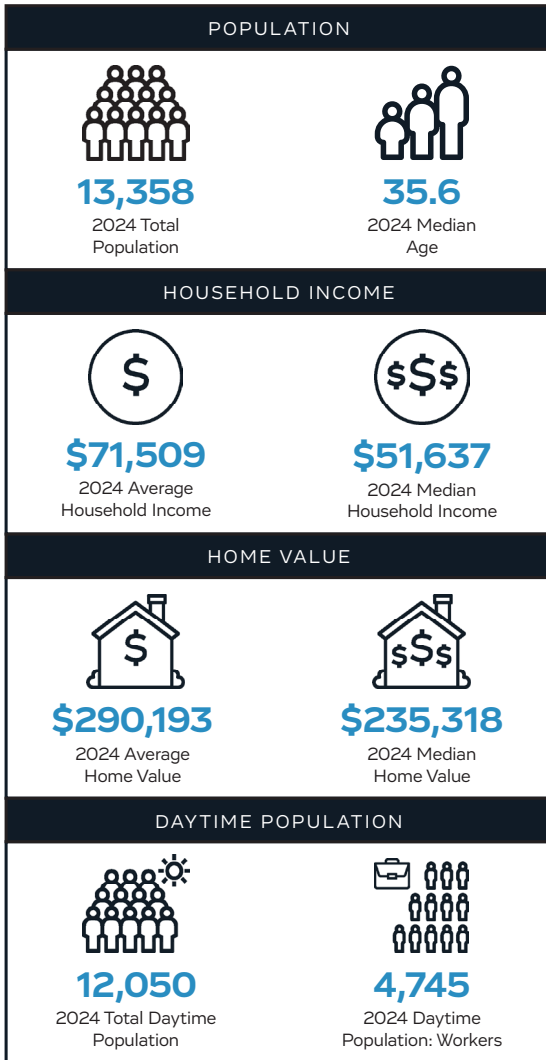 POPULATION
13,358
2024 Total
Population
35.6
2024 Median
Age
HOUSEHOLD INCOME
$
$71,509
2024 Average
Household Income
$$$
$51,637
2024 Median
Household Income
HOME VALUE
$
$290,193
2024 Average
Home Value
$$$
$235,318
2024 Median
Home Value
DAYTIME POPULATION
12,050
2024 Total Daytime
Population
4,745
2024 Daytime
Population: Workers